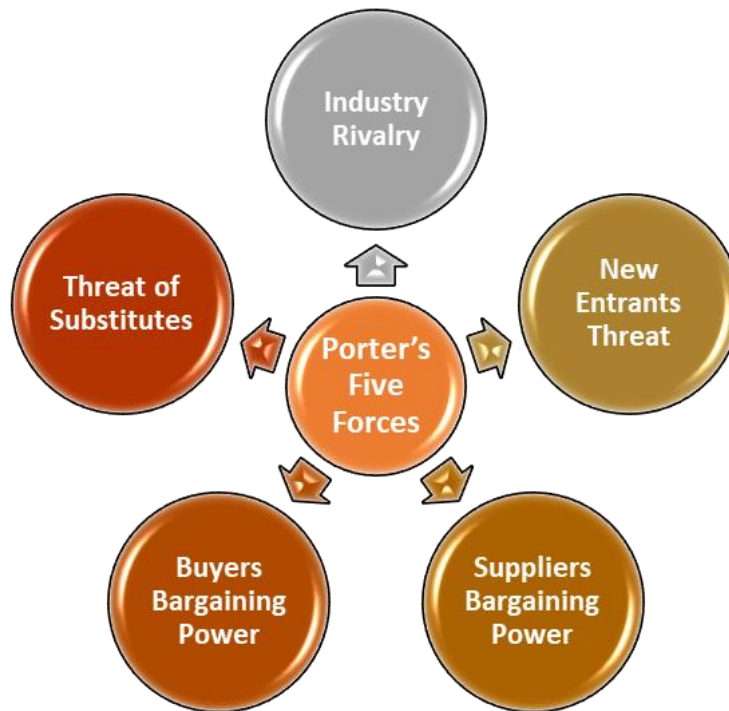 Industry
Rivalry
New
Entrants
Threat
Suppliers
Bargaining
Power
Buyers
Bargaining
Power
Threat of
Substitutes
Porter’s
Five
Forces